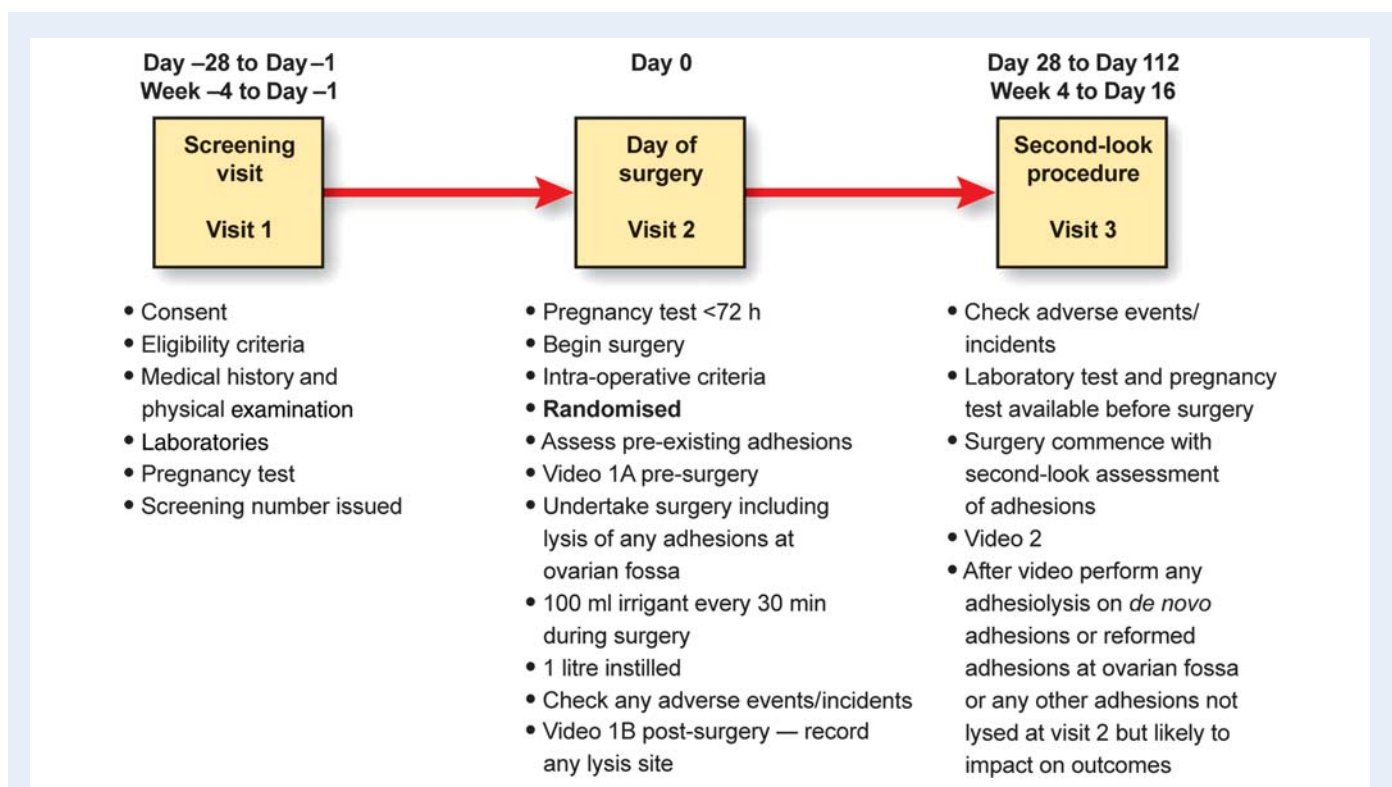 Day –28 to Day–1
Week –4 to Day –1
Screening
visit
Visit 1
• Consent
• Eligibility criteria
• Medical history and
physical examination
• Laboratories
• Pregnancy test
• Screening number issued
Day 0
Day of
surgery
Visit 2
• Pregnancy test <72 h
• Begin surgery
• Intra-operative criteria
• Randomised
• Assess pre-existing adhesions
• Video 1A pre-surgery
• Undertake surgery including
lysis of any adhesions at
ovarian fossa
• 100 ml irrigant every 30 min
during surgery
• 1 litre instilled
• Check any adverse events/incidents
• Video 1B post-surgery — record
any lysis site
Day 28 to Day 112
Week 4 to Day 16
Second-look
procedure
Visit 3
• Check adverse events/
incidents
• Laboratory test and pregnancy
test available before surgery
• Surgery commence with
second-look assessment
of adhesions
• Video 2
• After video perform any
adhesiolysis on de novo
adhesions or reformed
adhesions at ovarian fossa
or any other adhesions not
lysed at visit 2 but likely to
impact on outcomes